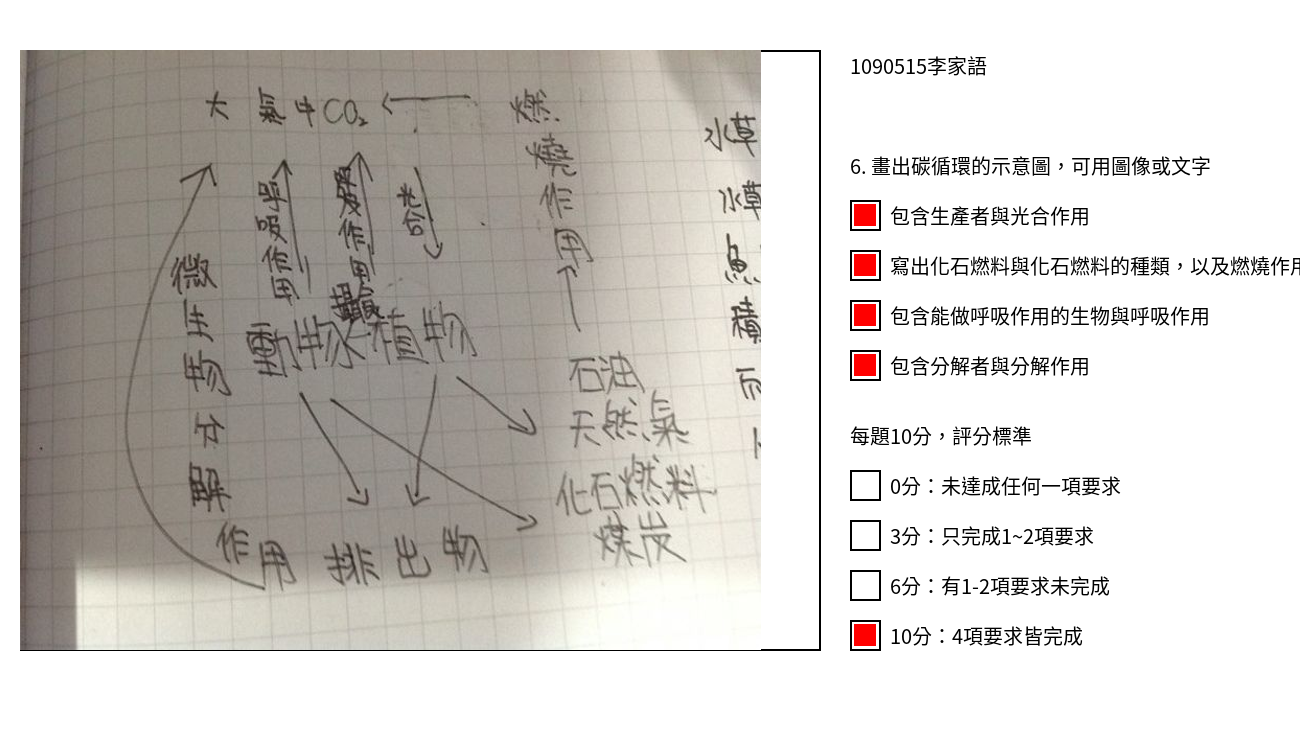 大氣中CO₂
燃燒作用
呼吸作用
呼吸作用
光合
微生物分解作用
動物
植物
石油
天然氣
化石燃料
煤炭
排出物
水草
水草
魚
積
1090515李家語
6. 畫出碳循環的示意圖，可用圖像或文字
包含生產者與光合作用
寫出化石燃料與化石燃料的種類，以及燃燒作用
包含能做呼吸作用的生物與呼吸作用
包含分解者與分解作用
每題10分，評分標準
0分：未達成任何一項要求
3分：只完成1~2項要求
6分：有1-2項要求未完成
10分：4項要求皆完成